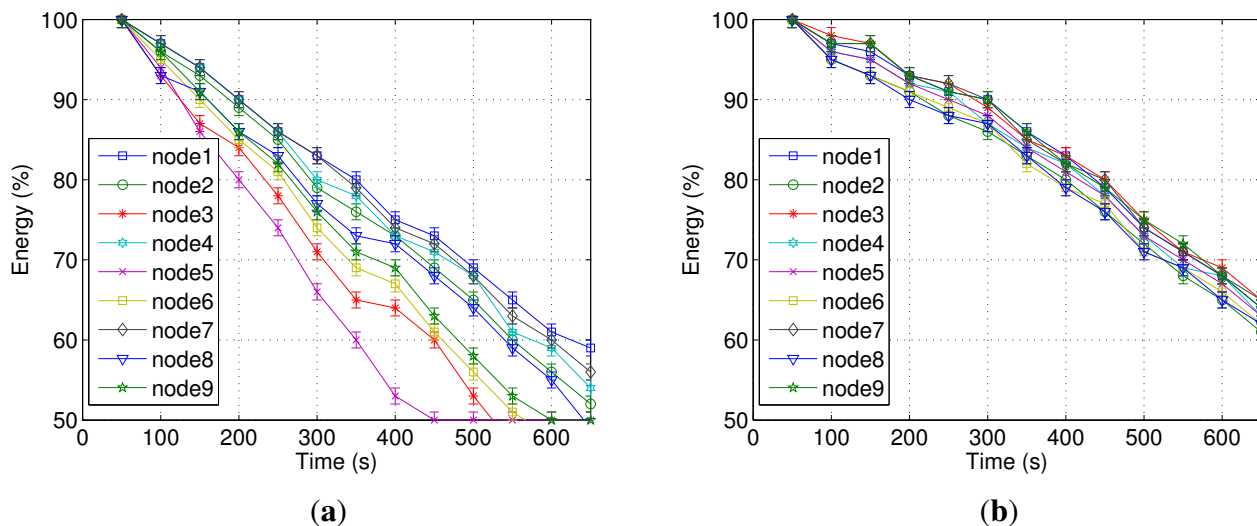 100
90
80
70
60
50
Energy (%)
node1
node2
node3
node4
node5
node6
node7
node8
node9
0 100 200 300 400 500 600
Time (s)
(a)
100
90
80
70
60
50
Energy (%)
node1
node2
node3
node4
node5
node6
node7
node8
node9
0 100 200 300 400 500 600
Time (s)
(b)